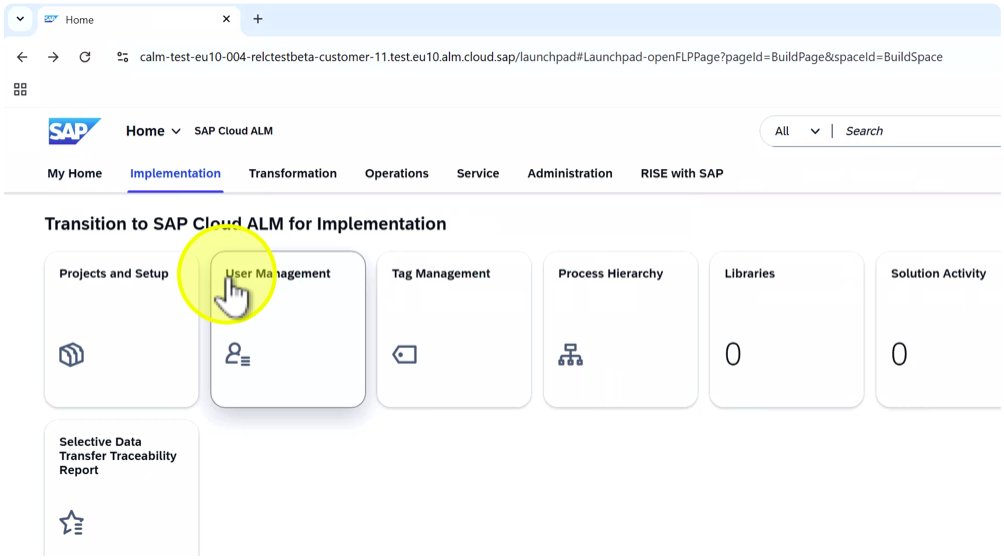 Home
calm-test-eu10-004-relctestbeta-customer-11.test.eu10.alm.cloud.sap/launchpad#Launchpad-openFLPPage?pageId=BuildPage&spaceId=BuildSpace
SAP Home SAP Cloud ALM All Search
My Home Implementation Transformation Operations Service Administration RISE with SAP
Transition to SAP Cloud ALM for Implementation
Projects and Setup User Management Tag Management Process Hierarchy Libraries Solution Activity
0 0
Selective Data
Transfer Traceability
Report